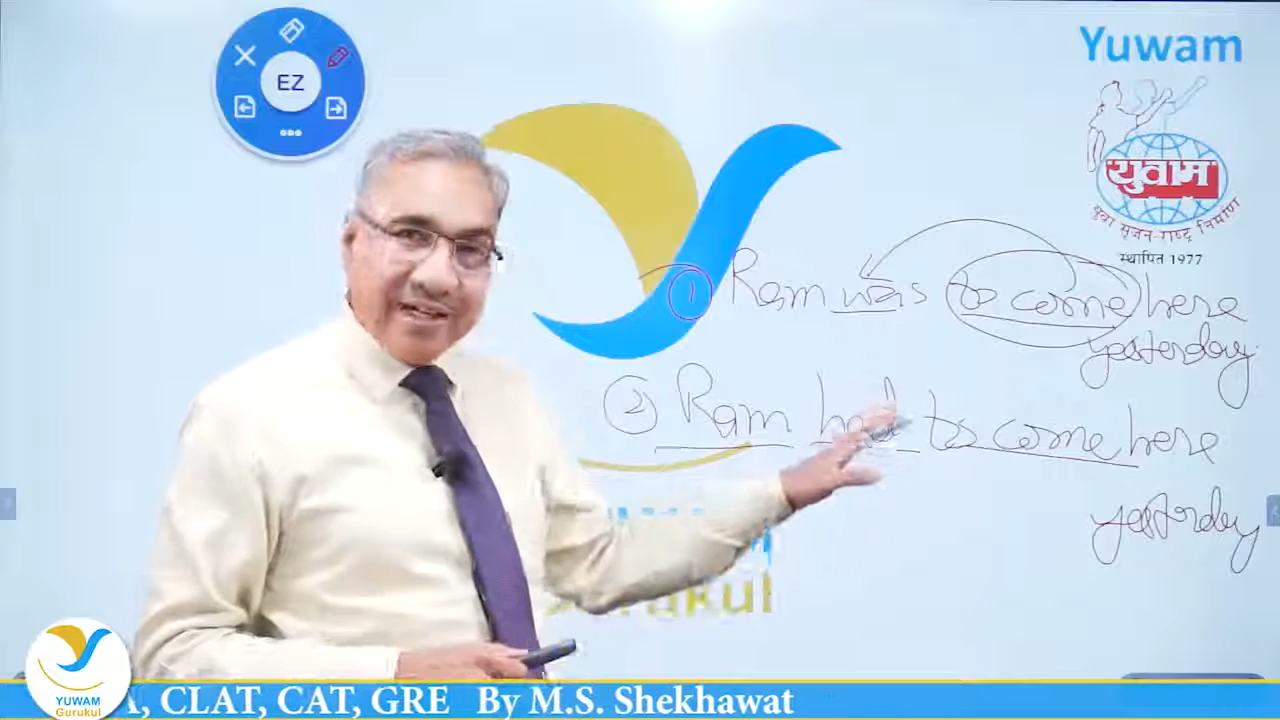 Yuwam
EZ
युवाम
युवा सृजन-राष्ट्र निर्माण
स्थापित 1977
① Ram was to come here
yesterday.
② Ram had to come here
yesterday
Gurukul
YUWAM
Gurukul
A, CLAT, CAT, GRE By M.S. Shekhawat